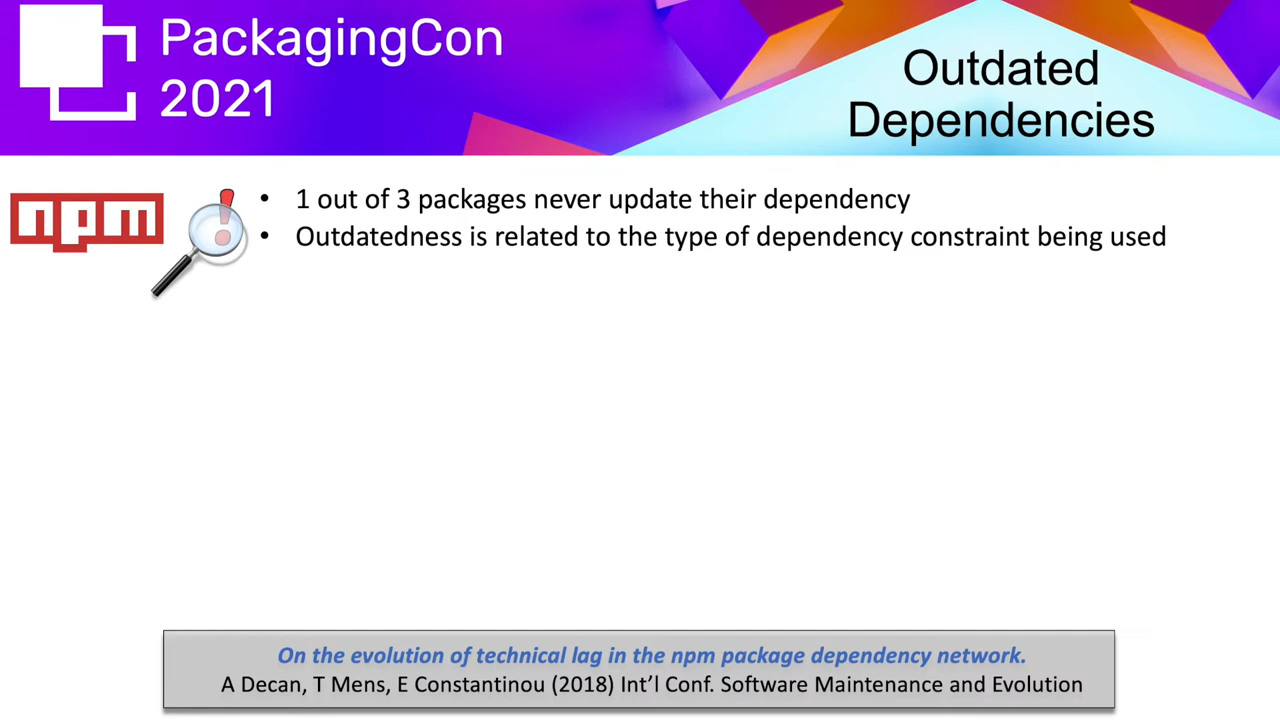 PackagingCon
2021
Outdated
Dependencies
npm
• 1 out of 3 packages never update their dependency
• Outdatedness is related to the type of dependency constraint being used
On the evolution of technical lag in the npm package dependency network.
A Decan, T Mens, E Constantinou (2018) Int’l Conf. Software Maintenance and Evolution